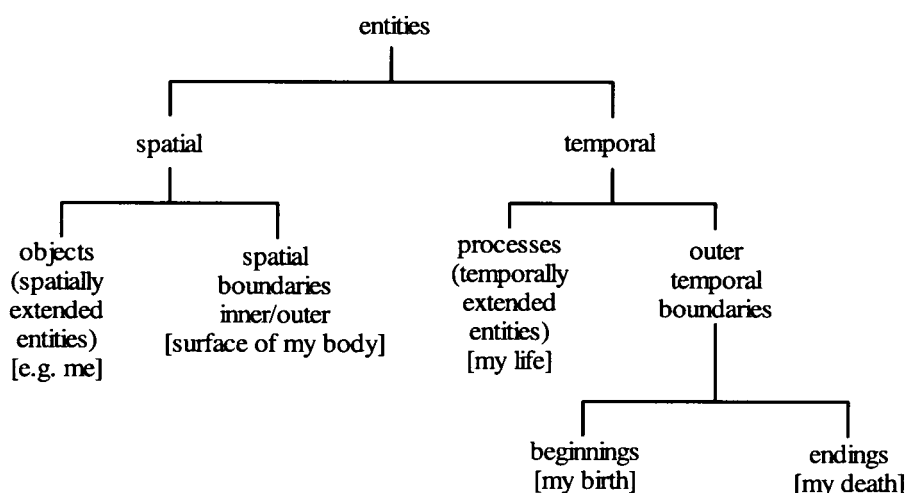 entities
spatial
temporal
objects
(spatially
extended
entities)
[e.g. me]
spatial
boundaries
inner/outer
[surface of my body]
processes
(temporally
extended
entities)
[my life]
outer
temporal
boundaries
beginnings
[my birth]
endings
[my death]